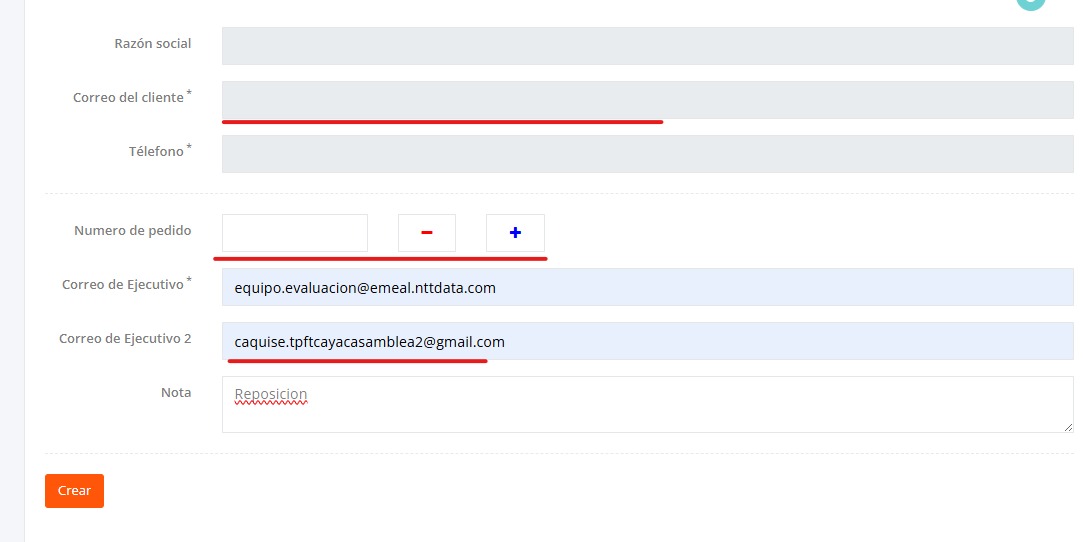 Razón social
Correo del cliente *
Télefono *
Numero de pedido
Correo de Ejecutivo * equipo.evaluacion@emeal.nttdata.com
Correo de Ejecutivo 2 caquise.tpftcayacasamblea2@gmail.com
Nota Reposicion
Crear